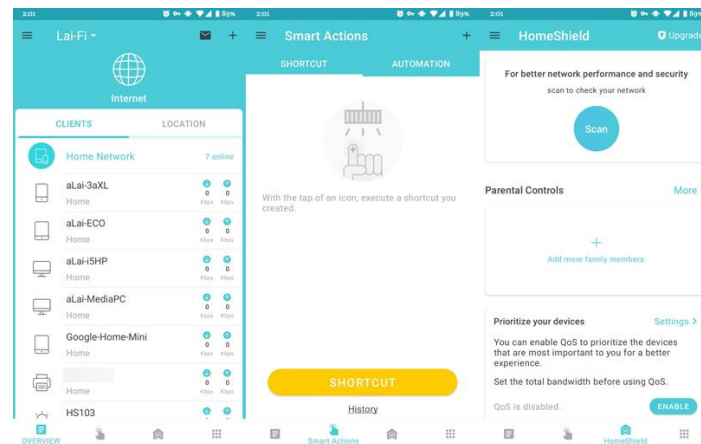 2:01
89%
Lai-Fi
Internet
CLIENTS
LOCATION
Home Network
7 online
aLai-3aXL
Home
0
0
Kbps
Kbps
aLai-ECO
Home
0
0
Kbps
Kbps
aLai-i5HP
Home
0
0
Kbps
Kbps
aLai-MediaPC
Home
0
0
Kbps
Kbps
Google-Home-Mini
Home
0
0
Kbps
Kbps
Home
0
0
Kbps
Kbps
HS103
0
0
OVERVIEW
2:01
89%
Smart Actions
SHORTCUT
AUTOMATION
With the tap of an icon, execute a shortcut you
created.
SHORTCUT
History
Smart Actions
2:01
89%
HomeShield
Upgrade
For better network performance and security
scan to check your network
Scan
Parental Controls
More
Add more family members.
Prioritize your devices
Settings >
You can enable QoS to prioritize the devices
that are most important to you for a better
experience.
Set the total bandwidth before using QoS.
QoS is disabled.
ENABLE
HomeShield